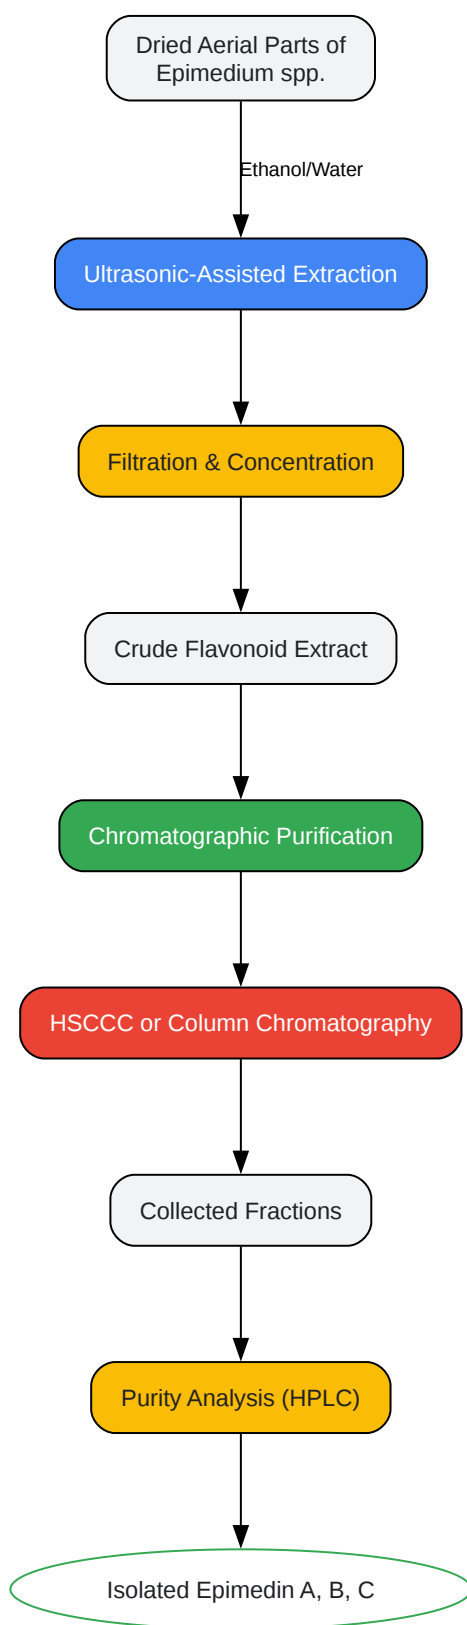 Dried Aerial Parts of
Epimedium spp.
Ethanol/Water
Ultrasonic-Assisted Extraction
Filtration & Concentration
Crude Flavonoid Extract
Chromatographic Purification
HSCCC or Column Chromatography
Collected Fractions
Purity Analysis (HPLC)
Isolated Epimedin A, B, C